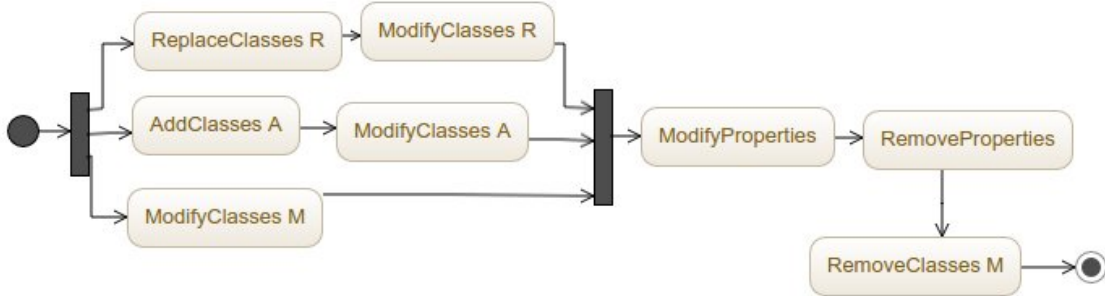 ReplaceClasses R
ModifyClasses R
AddClasses A
ModifyClasses A
ModifyProperties
RemoveProperties
ModifyClasses M
RemoveClasses M